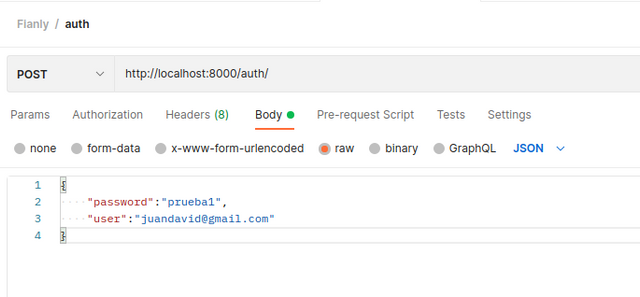 Fianly / auth
POST http://localhost:8000/auth/
Params Authorization Headers (8) Body Pre-request Script Tests Settings
none form-data x-www-form-urlencoded raw binary GraphQL JSON
1 {
2 "password":"prueba1",
3 "user":"juandavid@gmail.com"
4 }